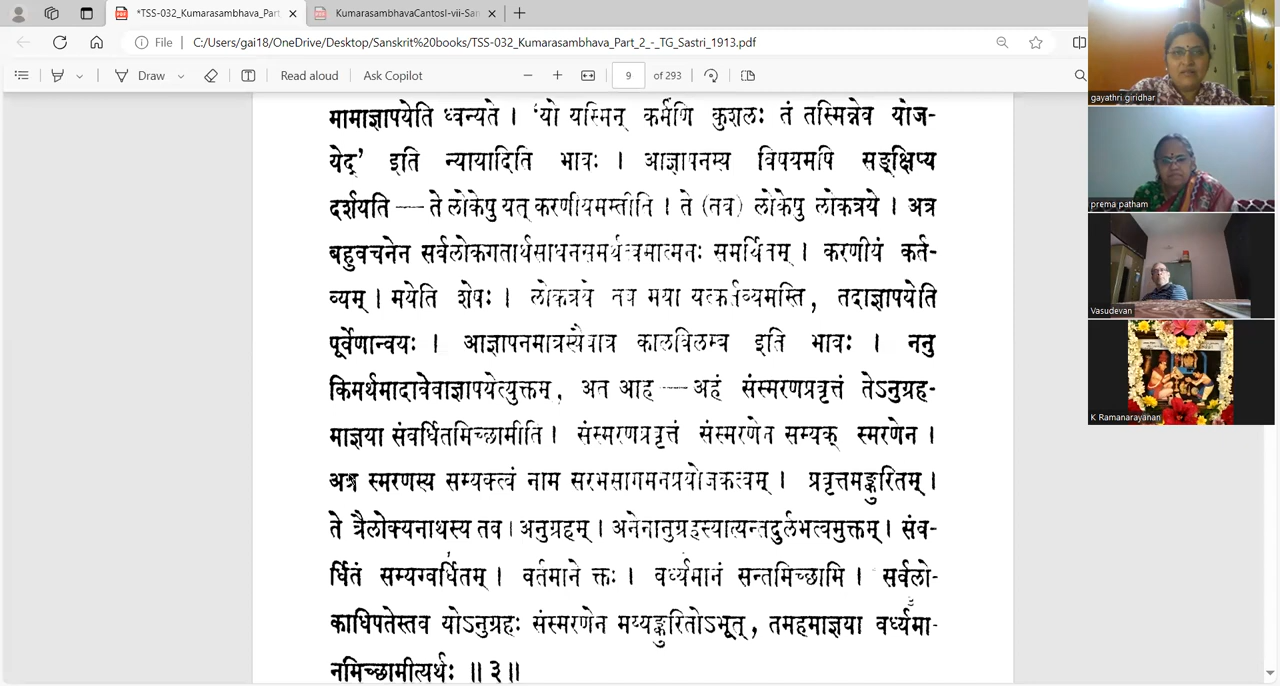 *TSS-032_Kumarasambhava_Part
KumarasambhavaCantosI-vii-San
File
C:/Users/gai18/OneDrive/Desktop/Sanskrit%20books/TSS-032_Kumarasambhava_Part_2_-_TG_Sastri_1913.pdf
Draw
Read aloud
Ask Copilot
9 of 293
मामाज्ञापयेति ध्वन्यते । 'यो यस्मिन् कर्मणि कुशलः तं तस्मिन्नेव योज-
येद्' इति न्यायादिति भावः । आज्ञापनस्य विषयमपि सङ्क्षिप्य
दर्शयति — ते लोकेषु यत् करणीयमस्तीति । ते (तव) लोकेषु लोकत्रये । अत्र
बहुवचनेन सर्वलोकगतार्थसाधनसमर्थत्वमात्मनः समर्थितम् । करणीयं कर्त-
व्यम् । मयेति शेषः । लोकत्रये तव मया यत्कर्तव्यमस्ति, तदाज्ञापयेति
पूर्वेणान्वयः । आज्ञापनमात्रस्यैवात्र कालविलम्ब इति भावः । ननु
किमर्थमादावेवाज्ञापयेत्युक्तम्, अत आह — अहं संस्मरणप्रवृत्तं तेऽनुग्रह-
माज्ञया संवर्धितमिच्छामीति । संस्मरणप्रवृत्तं संस्मरणेन सम्यक् स्मरणेन ।
अत्र स्मरणस्य सम्यक्त्वं नाम सरभसागमनप्रयोजकत्वम् । प्रवृत्तमङ्कुरितम् ।
ते त्रैलोक्यनाथस्य तव । अनुग्रहम् । अनेनानुग्रहस्यात्यन्तदुर्लभत्वमुक्तम् । संव-
र्धितं सम्यग्वर्धितम् । वर्तमाने क्तः । वर्ध्यमानं सन्तमिच्छामि । सर्वलो-
काधिपतेस्तव योऽनुग्रहः संस्मरणेन मय्यङ्कुरितोऽभूत्, तमहमाज्ञया वर्ध्यमा-
नमिच्छामीत्यर्थः ॥ ३ ॥
gayathri giridhar
prema patham
Vasudevan
K Ramanarayanan